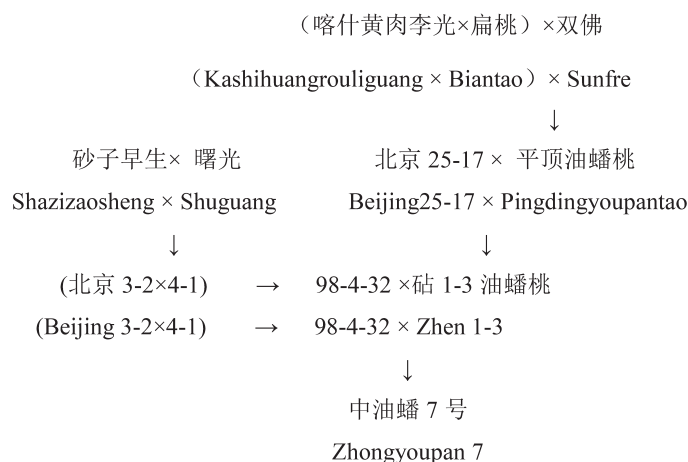 （喀什黄肉李光×扁桃）×双佛
（Kashihuangrouliguang × Biantao）× Sunfre
↓
砂子早生× 曙光 北京 25-17 × 平顶油蟠桃
Shazizaosheng × Shuguang Beijing25-17 × Pingdingyoupantao
↓ ↓
(北京 3-2×4-1) → 98-4-32 ×砧 1-3 油蟠桃
(Beijing 3-2×4-1) → 98-4-32 × Zhen 1-3
↓
中油蟠 7 号
Zhongyoupan 7